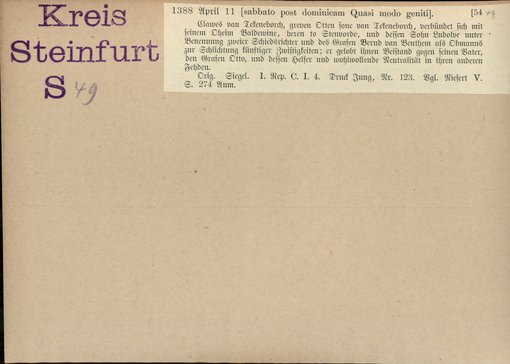 Kreis
Steinfurt
S 49
1388 April 11 [sabbato post dominicam Quasi modo geniti]. [54 49
Clawes van Tekeneborch, greven Otten sone van Tekeneborch, verbündet sich mit
seinem Oheim Baldewine, heren to Stenvorde, und dessen Sohn Ludolve unter
Benennung zweier Schiedsrichter und des Grafen Bernd van Benthem als Obmanns
zur Schlichtung künftiger Zwistigkeiten; er gelobt ihnen Beistand gegen seinen Vater,
den Grafen Otto, und dessen Helfer und wohlwollende Neutralität in ihren anderen
Fehden.
Orig. Siegel. 1. Rep. C. I. 4. Druck Jung, Nr. 123. Vgl. Niesert V.
S. 274 Anm.